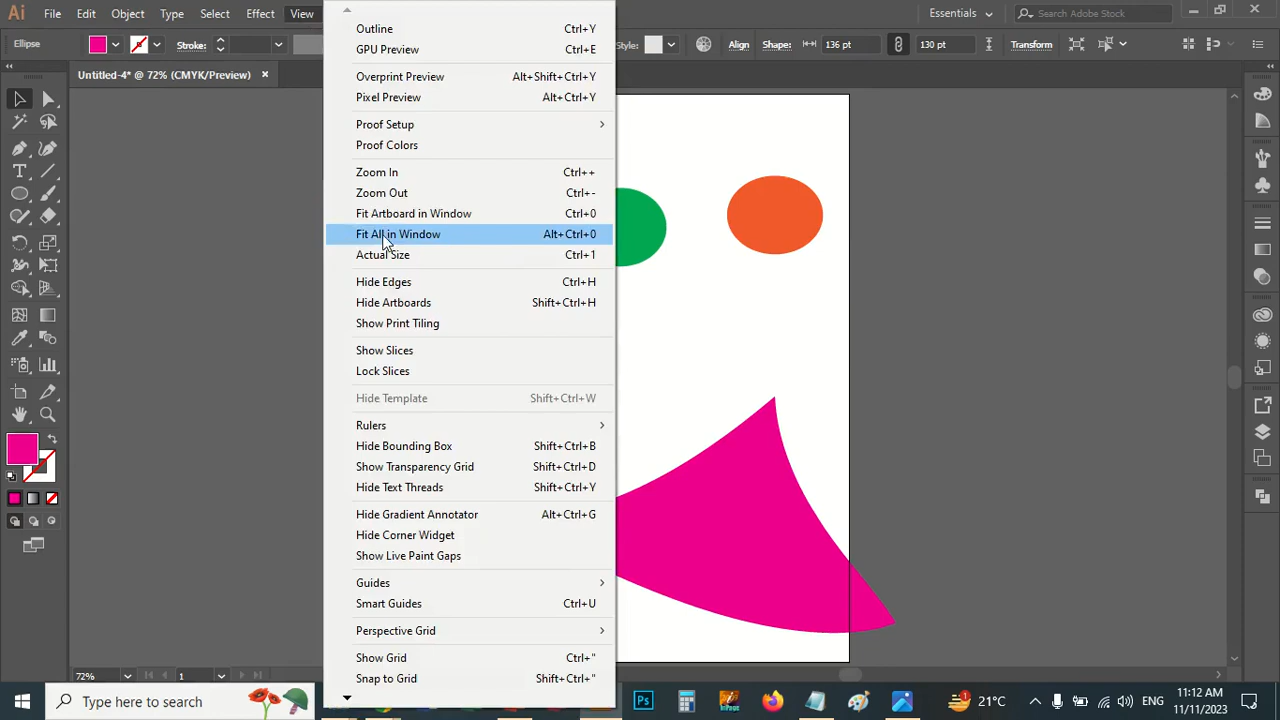 Ai File Edit Object Type Select Effect View Essentials Search Adobe Stock
Ellipse Stroke: Style: Align Shape: 136 pt 130 pt Transform
Untitled-4* @ 72% (CMYK/Preview) ×
Outline Ctrl+Y
GPU Preview Ctrl+E
Overprint Preview Alt+Shift+Ctrl+Y
Pixel Preview Alt+Ctrl+Y
Proof Setup
Proof Colors
Zoom In Ctrl++
Zoom Out Ctrl+-
Fit Artboard in Window Ctrl+0
Fit All in Window Alt+Ctrl+0
Actual Size Ctrl+1
Hide Edges Ctrl+H
Hide Artboards Shift+Ctrl+H
Show Print Tiling
Show Slices
Lock Slices
Hide Template Shift+Ctrl+W
Rulers
Hide Bounding Box Shift+Ctrl+B
Show Transparency Grid Shift+Ctrl+D
Hide Text Threads Shift+Ctrl+Y
Hide Gradient Annotator Alt+Ctrl+G
Hide Corner Widget
Show Live Paint Gaps
Guides
Smart Guides Ctrl+U
Perspective Grid
Show Grid Ctrl+"
Snap to Grid Shift+Ctrl+"
72% 1
Type here to search Ps 1 21°C ENG 11:12 AM
11/11/2023